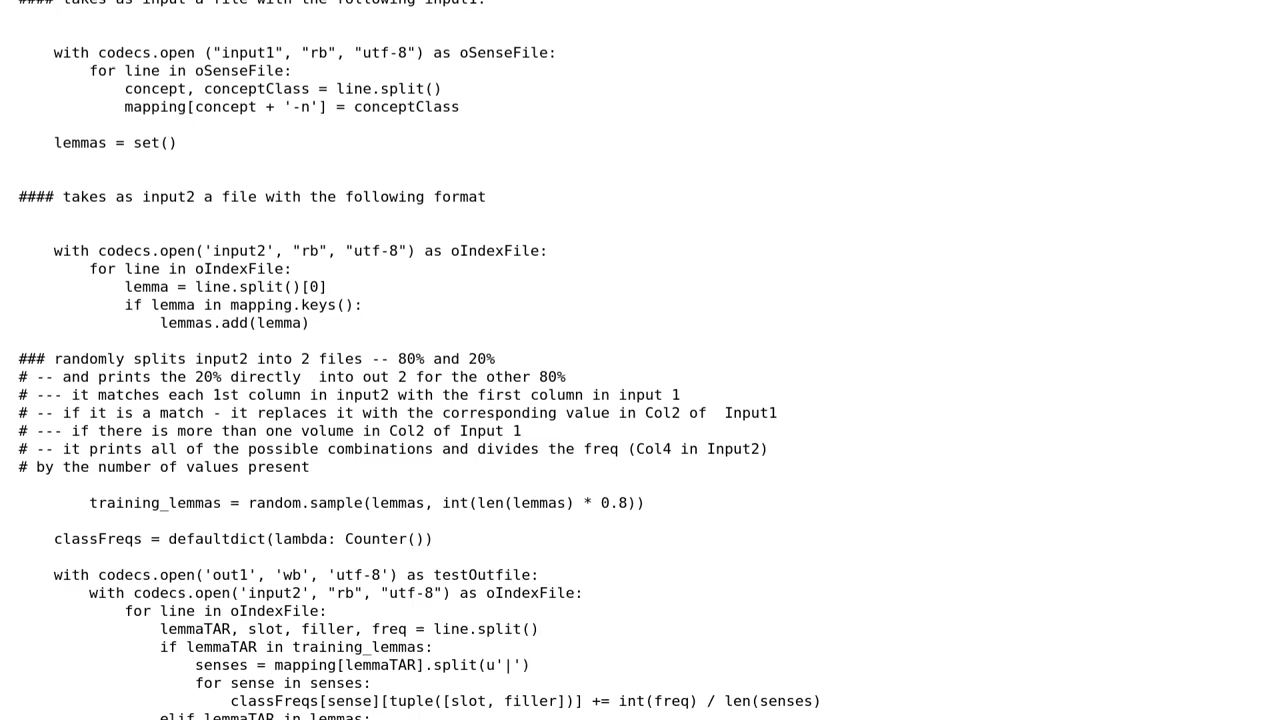 #### takes as input a file with the following input1:
with codecs.open ("input1", "rb", "utf-8") as oSenseFile:
for line in oSenseFile:
concept, conceptClass = line.split()
mapping[concept + '-n'] = conceptClass
lemmas = set()
#### takes as input2 a file with the following format
with codecs.open('input2', "rb", "utf-8") as oIndexFile:
for line in oIndexFile:
lemma = line.split()[0]
if lemma in mapping.keys():
lemmas.add(lemma)
### randomly splits input2 into 2 files -- 80% and 20%
# -- and prints the 20% directly  into out 2 for the other 80%
# --- it matches each 1st column in input2 with the first column in input 1
# -- if it is a match - it replaces it with the corresponding value in Col2 of  Input1
# --- if there is more than one volume in Col2 of Input 1
# -- it prints all of the possible combinations and divides the freq (Col4 in Input2)
# by the number of values present
training_lemmas = random.sample(lemmas, int(len(lemmas) * 0.8))
classFreqs = defaultdict(lambda: Counter())
with codecs.open('out1', 'wb', 'utf-8') as testOutfile:
with codecs.open('input2', "rb", "utf-8") as oIndexFile:
for line in oIndexFile:
lemmaTAR, slot, filler, freq = line.split()
if lemmaTAR in training_lemmas:
senses = mapping[lemmaTAR].split(u'|')
for sense in senses:
classFreqs[sense][tuple([slot, filler])] += int(freq) / len(senses)
elif lemmaTAR in lemmas: